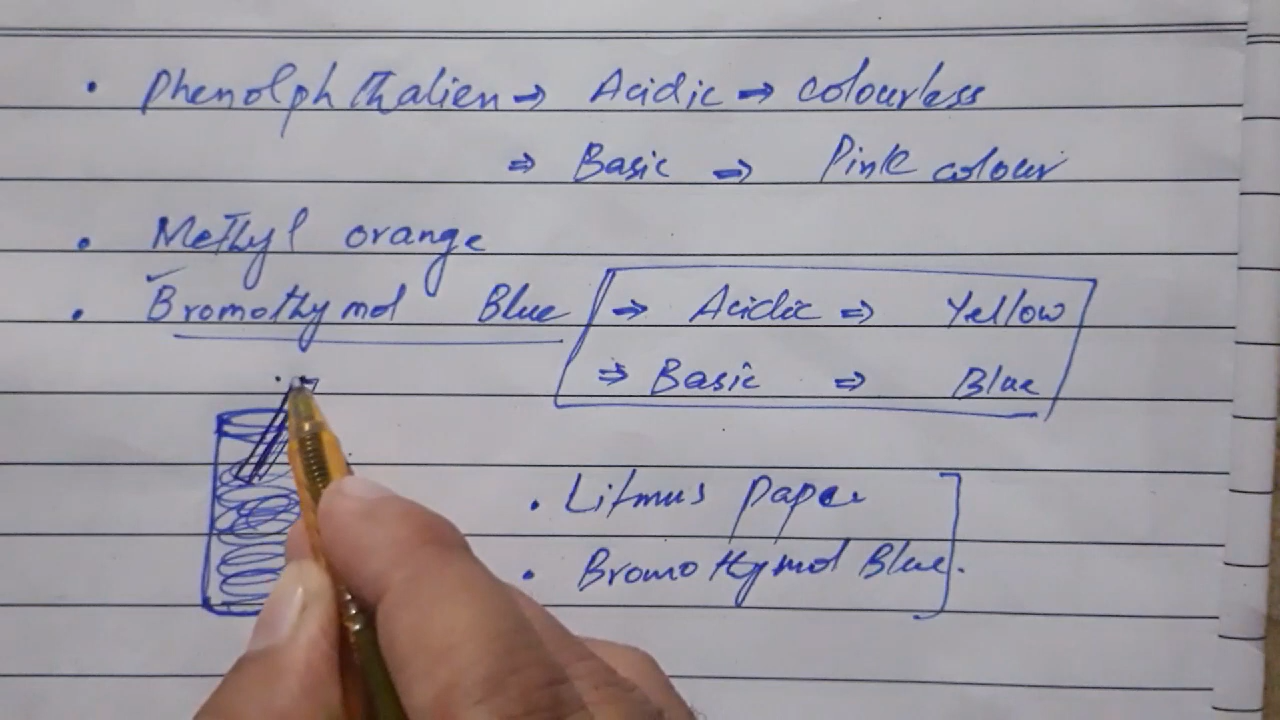 • Phenolphthalien → Acidic → colourless
⇒ Basic ⇒ Pink colour
• Methyl orange
• Bromothymol Blue ⇒ Acidic ⇒ Yellow
⇒ Basic ⇒ Blue
• Litmus paper
• Bromothymol Blue.